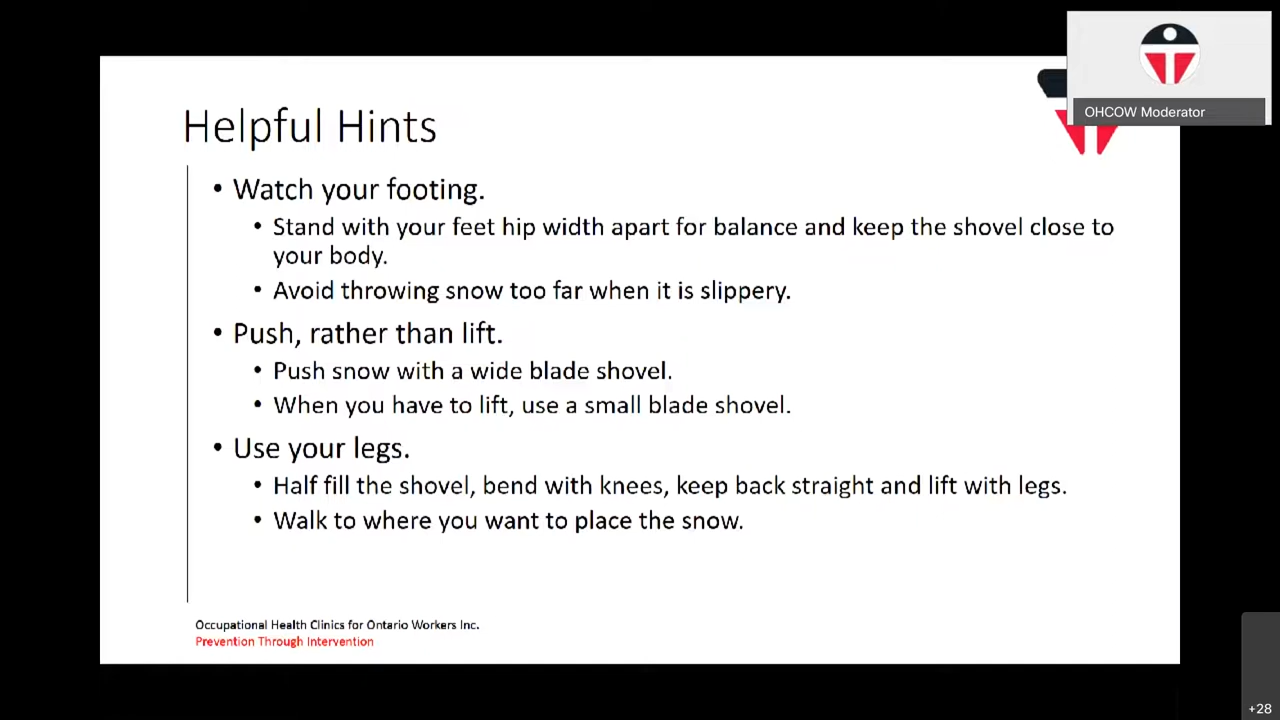 OHCOW Moderator
Helpful Hints
• Watch your footing.
• Stand with your feet hip width apart for balance and keep the shovel close to
your body.
• Avoid throwing snow too far when it is slippery.
• Push, rather than lift.
• Push snow with a wide blade shovel.
• When you have to lift, use a small blade shovel.
• Use your legs.
• Half fill the shovel, bend with knees, keep back straight and lift with legs.
• Walk to where you want to place the snow.
Occupational Health Clinics for Ontario Workers Inc.
Prevention Through Intervention
+28